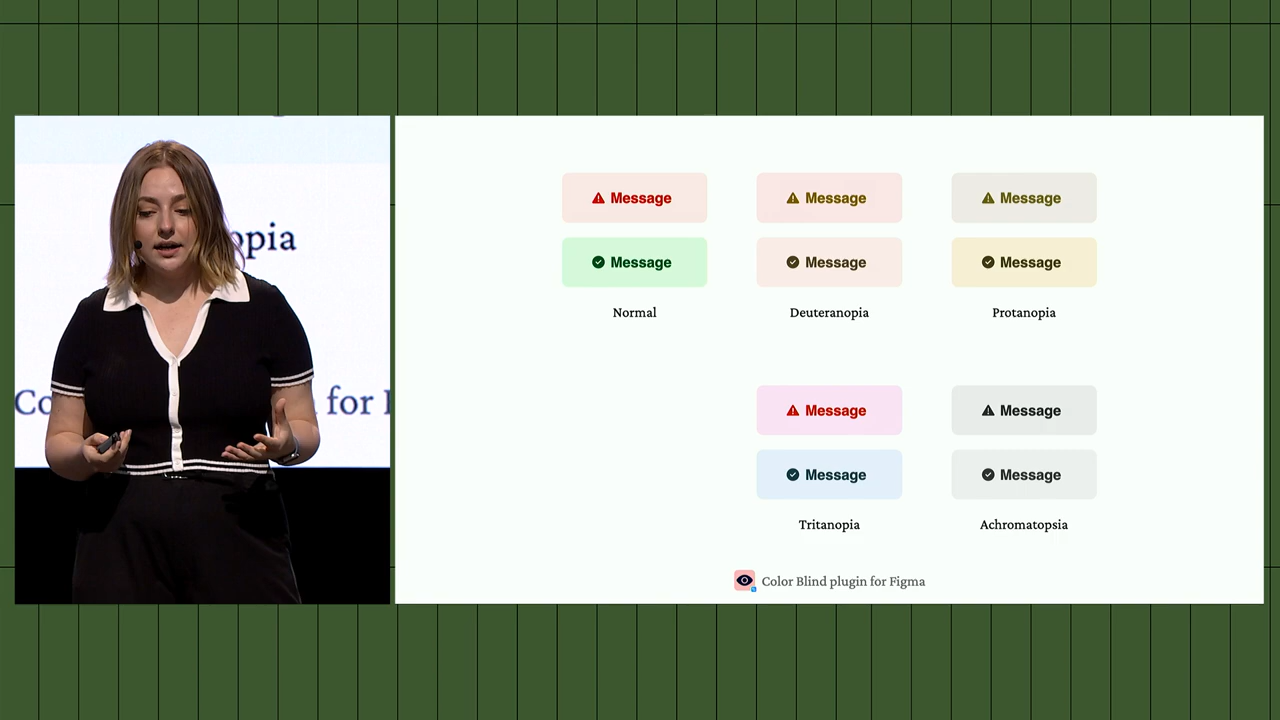 opia
Co for
Message Message Message
Message Message Message
Normal Deuteranopia Protanopia
Message Message
Message Message
Tritanopia Achromatopsia
Color Blind plugin for Figma